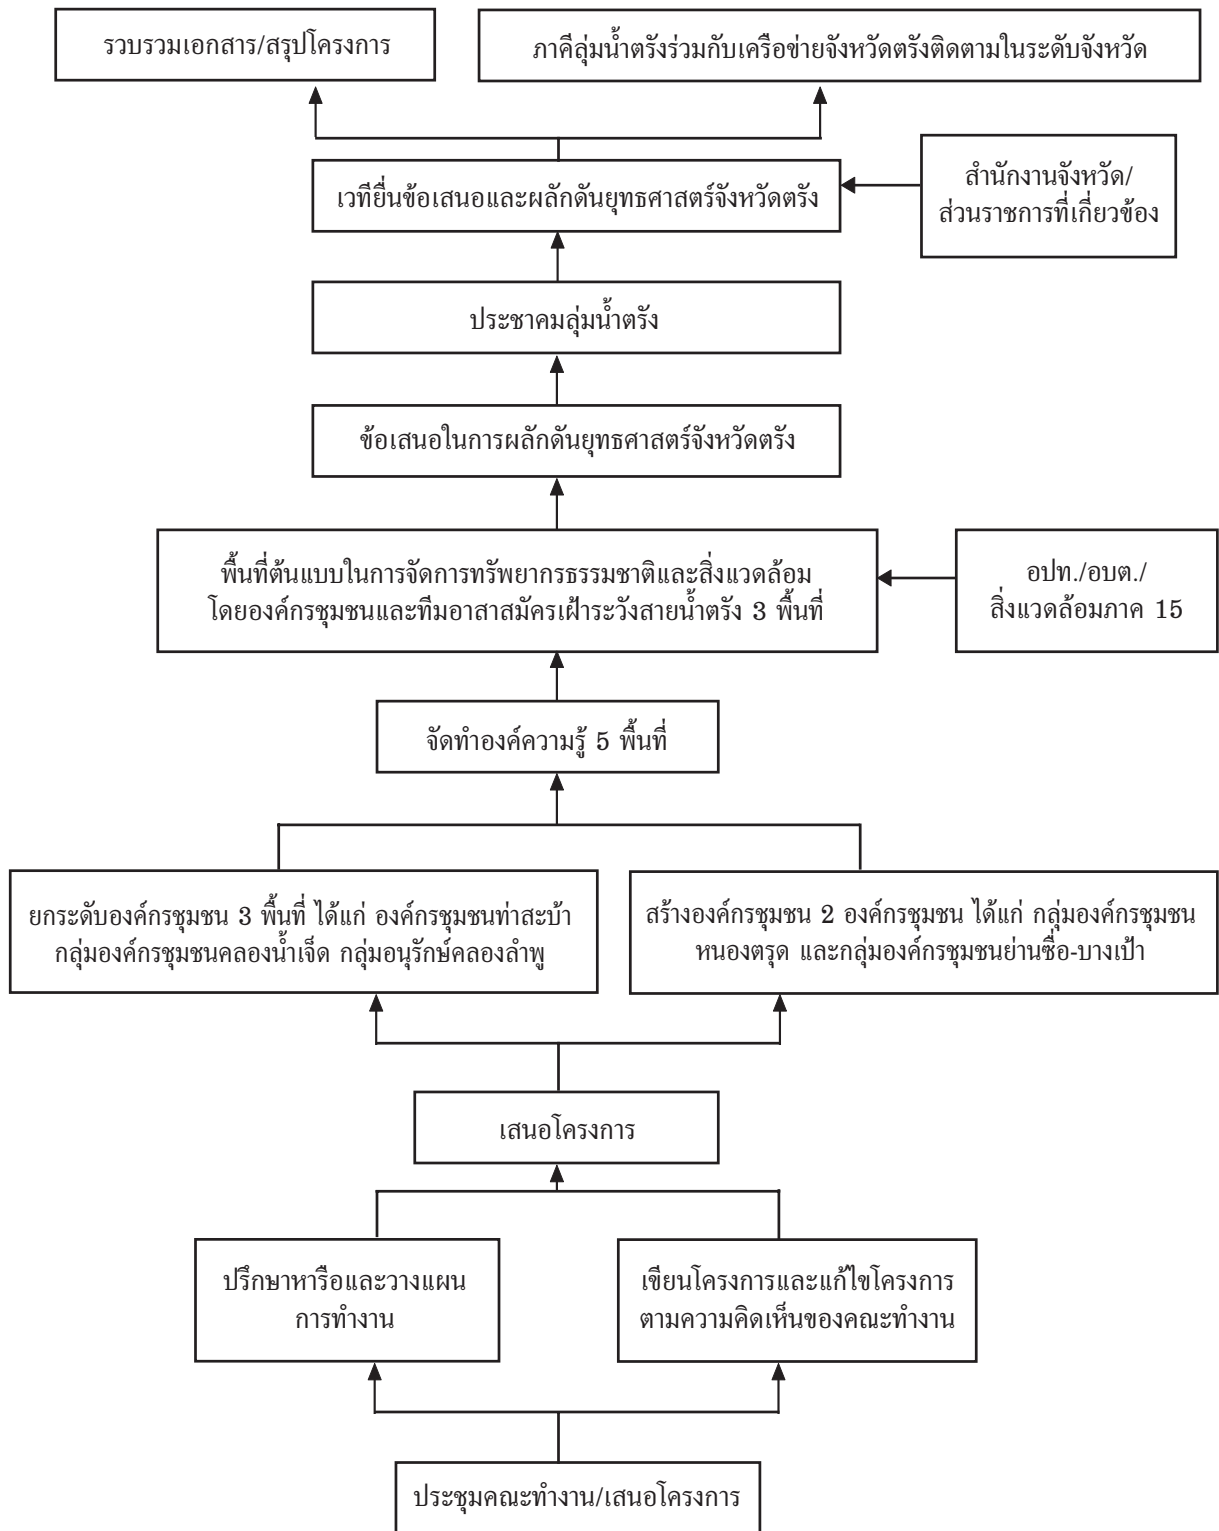 รวบรวมเอกสาร/สรุปโครงการ
ภาคีลุ่มน้ำตรังร่วมกับเครือข่ายจังหวัดตรังติดตามในระดับจังหวัด
เวทียื่นข้อเสนอและผลักดันยุทธศาสตร์จังหวัดตรัง
สำนักงานจังหวัด/
ส่วนราชการที่เกี่ยวข้อง
ประชาคมลุ่มน้ำตรัง
ข้อเสนอในการผลักดันยุทธศาสตร์จังหวัดตรัง
พื้นที่ต้นแบบในการจัดการทรัพยากรธรรมชาติและสิ่งแวดล้อม
โดยองค์กรชุมชนและทีมอาสาสมัครเฝ้าระวังสายน้ำตรัง 3 พื้นที่
อปท./อบต./
สิ่งแวดล้อมภาค 15
จัดทำองค์ความรู้ 5 พื้นที่
ยกระดับองค์กรชุมชน 3 พื้นที่ ได้แก่ องค์กรชุมชนท่าสะบ้า
กลุ่มองค์กรชุมชนคลองน้ำเจ็ด กลุ่มอนุรักษ์คลองลำพู
สร้างองค์กรชุมชน 2 องค์กรชุมชน ได้แก่ กลุ่มองค์กรชุมชน
หนองตรุด และกลุ่มองค์กรชุมชนย่านซื่อ-บางเป้า
เสนอโครงการ
ปรึกษาหารือและวางแผน
การทำงาน
เขียนโครงการและแก้ไขโครงการ
ตามความคิดเห็นของคณะทำงาน
ประชุมคณะทำงาน/เสนอโครงการ